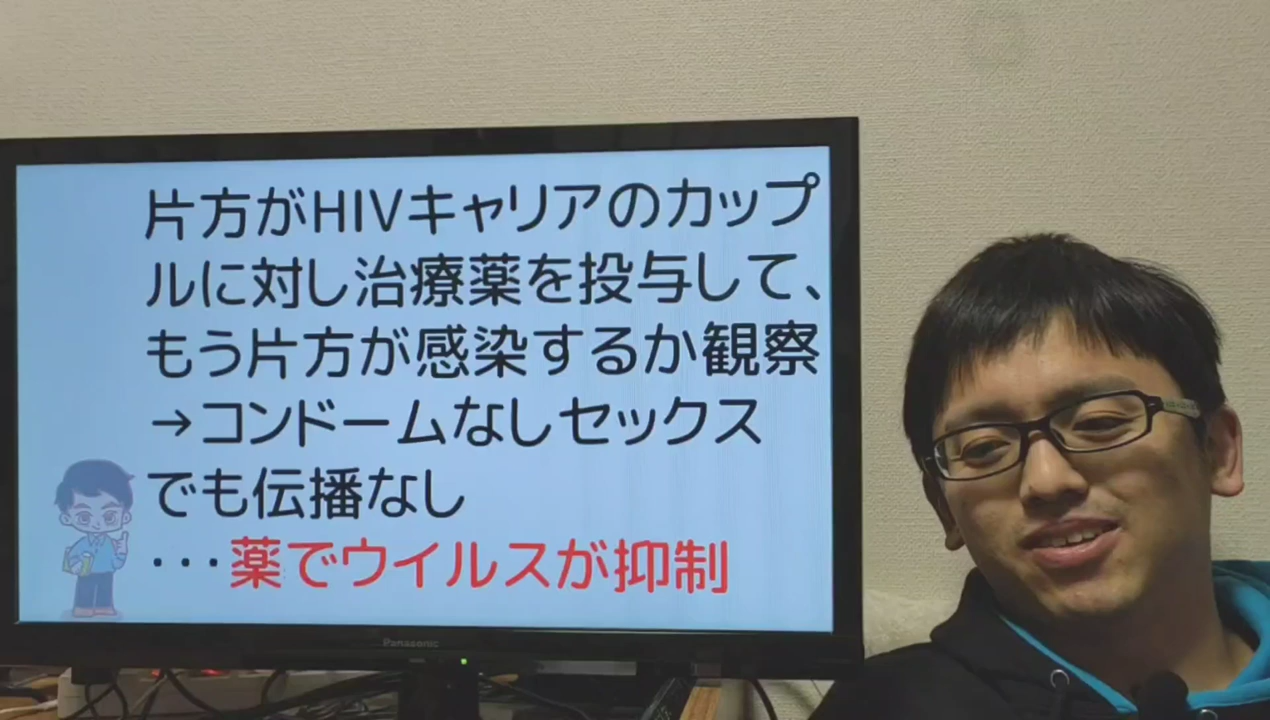 片方がHIVキャリアのカップ
ルに対し治療薬を投与して、
もう片方が感染するか観察
→コンドームなしセックス
でも伝播なし
…薬でウイルスが抑制
Panasonic